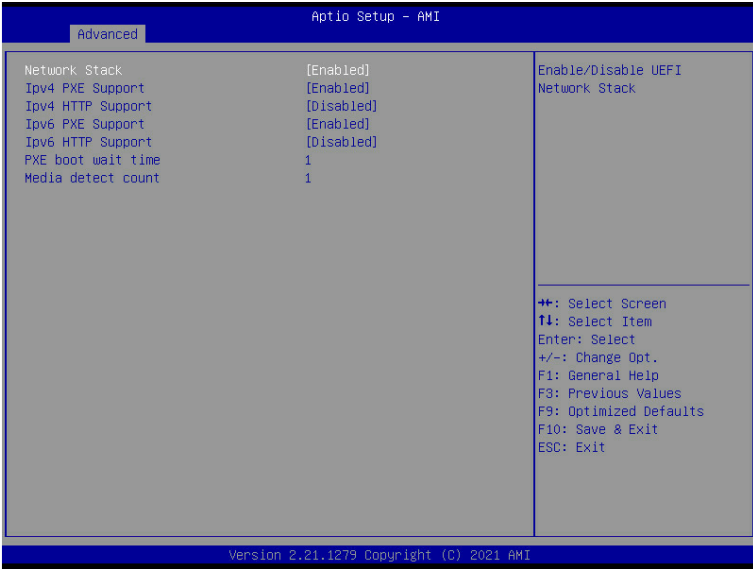 Aptio Setup – AMI
Advanced
Network Stack [Enabled]
Ipv4 PXE Support [Enabled]
Ipv4 HTTP Support [Disabled]
Ipv6 PXE Support [Enabled]
Ipv6 HTTP Support [Disabled]
PXE boot wait time 1
Media detect count 1
Enable/Disable UEFI
Network Stack
→←: Select Screen
↑↓: Select Item
Enter: Select
+/-: Change Opt.
F1: General Help
F3: Previous Values
F9: Optimized Defaults
F10: Save & Exit
ESC: Exit
Version 2.21.1279 Copyright (C) 2021 AMI